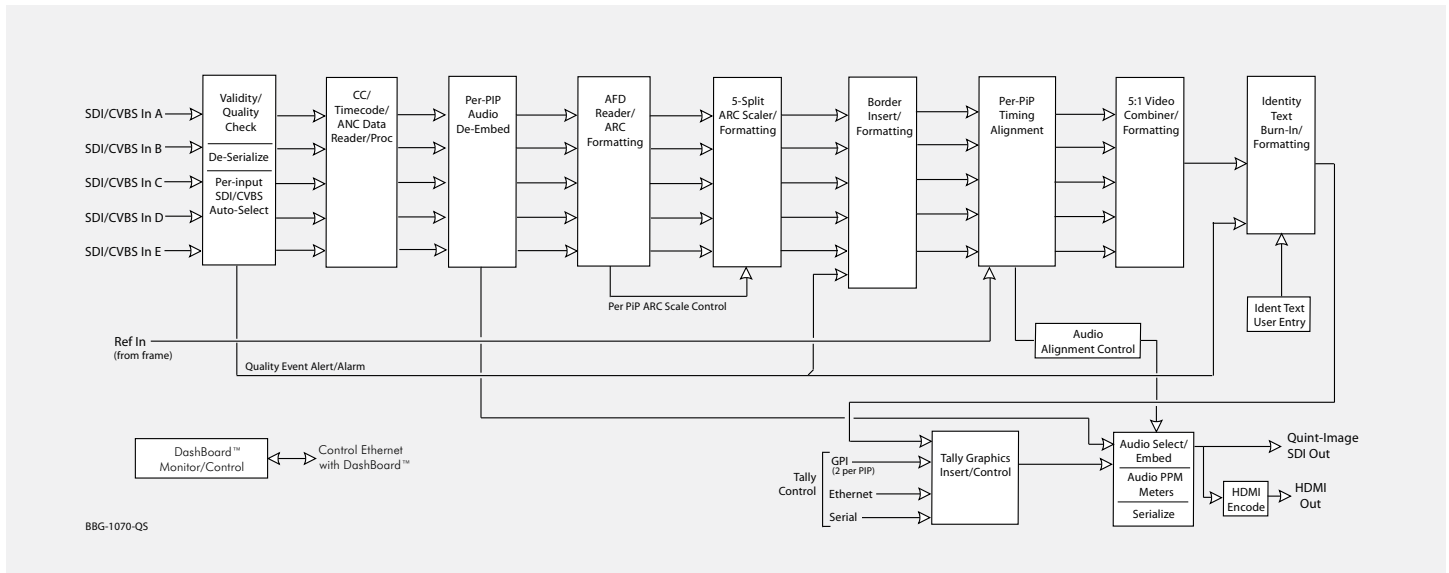 SDI/CVBS In A
SDI/CVBS In B
SDI/CVBS In C
SDI/CVBS In D
SDI/CVBS In E
Validity/
Quality
Check
De-Serialize
Per-input
SDI/CVBS
Auto-Select
CC/
Timecode/
ANC Data
Reader/Proc
Per-PIP
Audio
De-Embed
AFD
Reader/
ARC
Formatting
5-Split
ARC Scaler/
Formatting
Border
Insert/
Formatting
Per-PiP
Timing
Alignment
5:1 Video
Combiner/
Formatting
Identity
Text
Burn-In/
Formatting
Per PiP ARC Scale Control
Ident Text
User Entry
Ref In
(from frame)
Audio
Alignment Control
Quality Event Alert/Alarm
DashBoard™
Monitor/Control
Control Ethernet
with DashBoard™
Tally
Control
GPI
(2 per PIP)
Ethernet
Serial
Tally Graphics
Insert/Control
Audio Select/
Embed
Audio PPM
Meters
Serialize
Quint-Image
SDI Out
HDMI
Encode
HDMI
Out
BBG-1070-QS